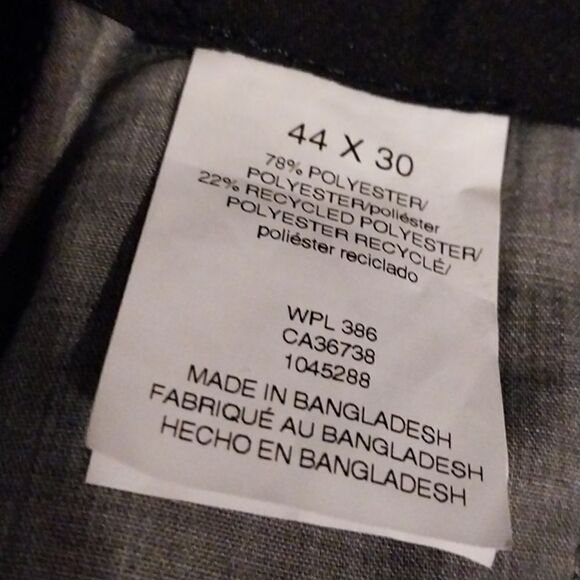 44 X 30
78% POLYESTER/
POLYESTER/poliéster
22% RECYCLED POLYESTER/
POLYESTER RECYCLÉ/
poliéster reciclado
WPL 386
CA36738
1045288
MADE IN BANGLADESH
FABRIQUÉ AU BANGLADESH
HECHO EN BANGLADESH